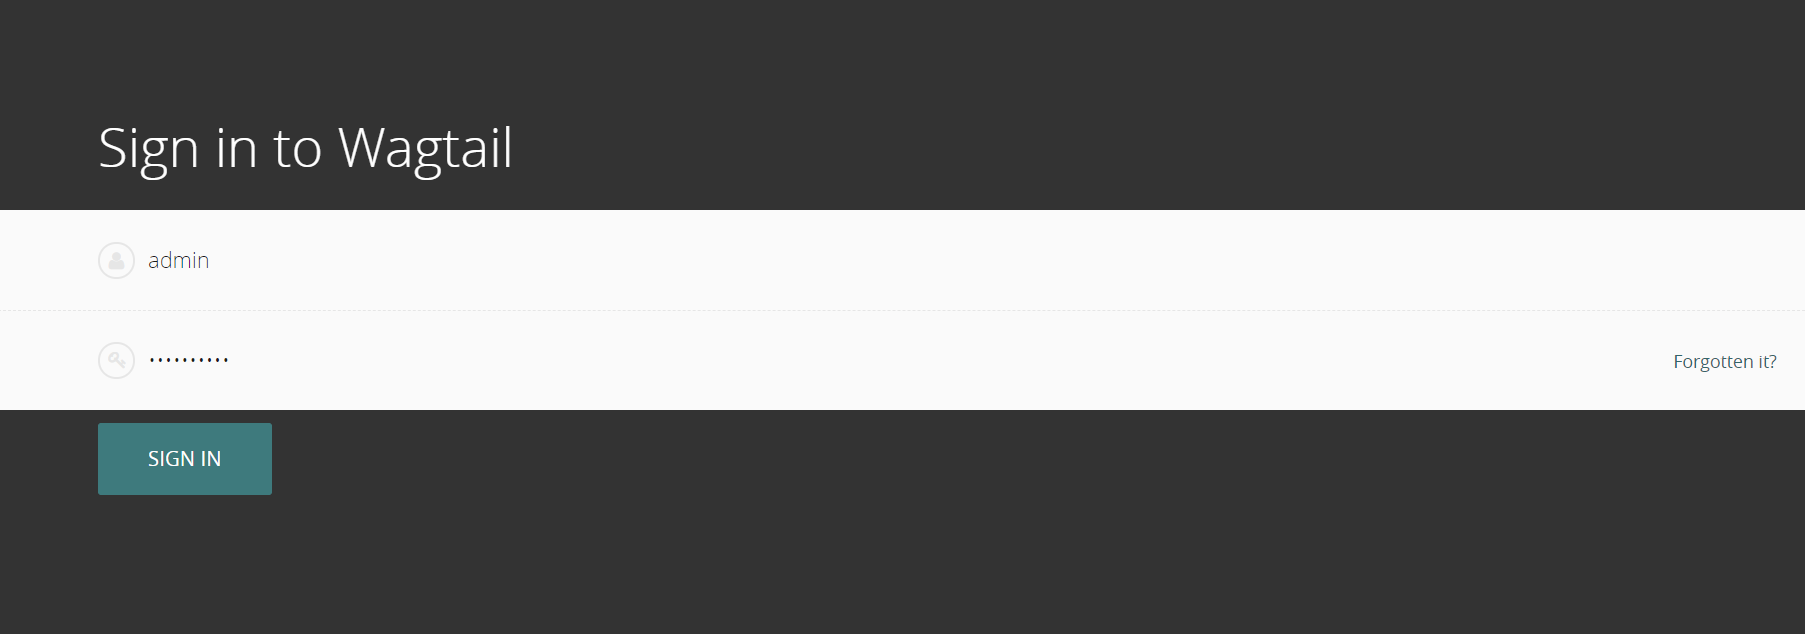 Sign in to Wagtail
admin
••••••••••
Forgotten it?
SIGN IN